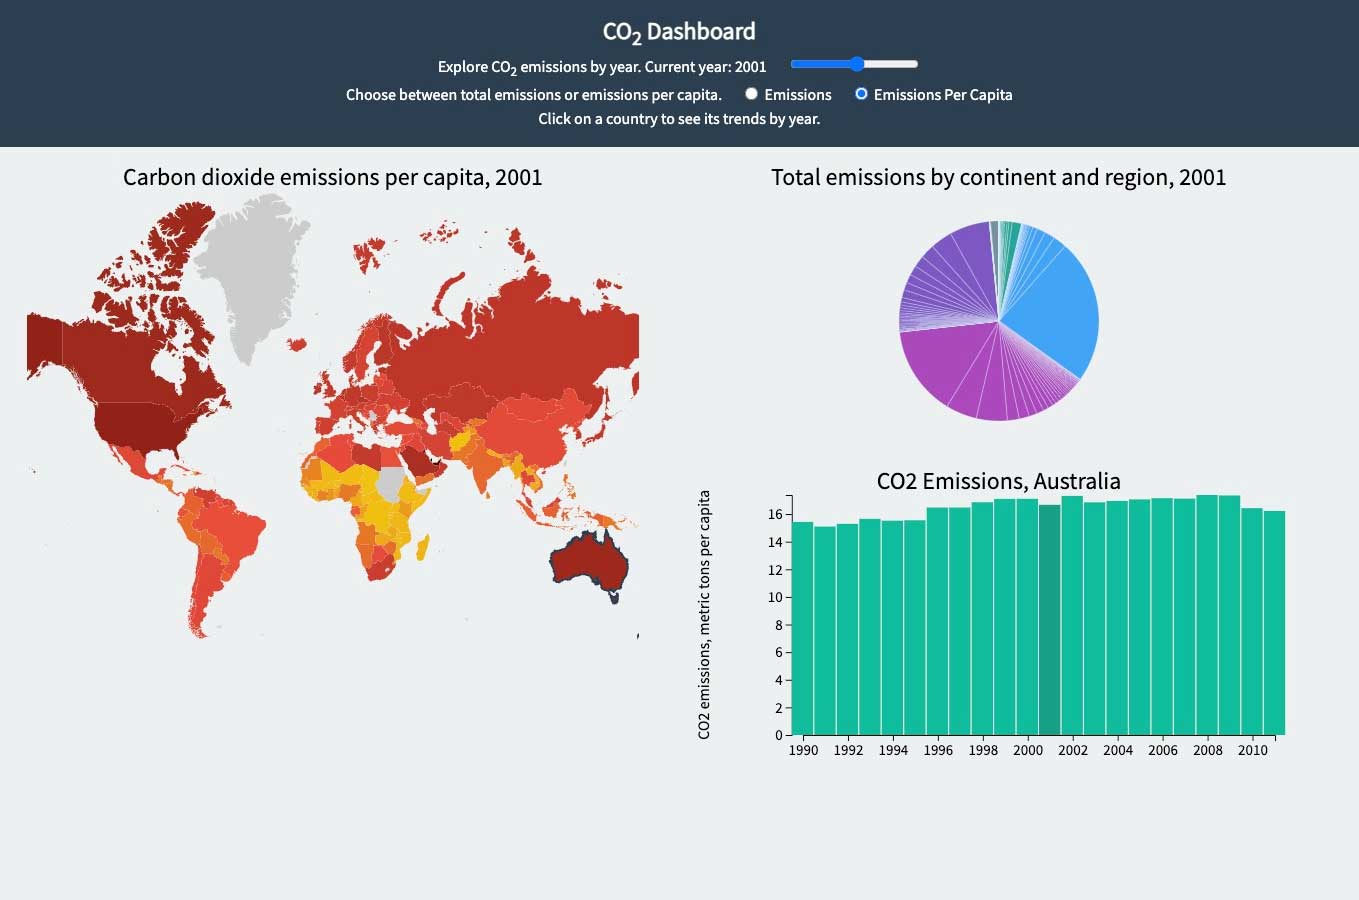 CO2 Dashboard
Explore CO2 emissions by year. Current year: 2001
Choose between total emissions or emissions per capita. Emissions Emissions Per Capita
Click on a country to see its trends by year.
Carbon dioxide emissions per capita, 2001
Total emissions by continent and region, 2001
CO2 Emissions, Australia
CO2 emissions, metric tons per capita
16
14
12
10
8
6
4
2
0
1990 1992 1994 1996 1998 2000 2002 2004 2006 2008 2010